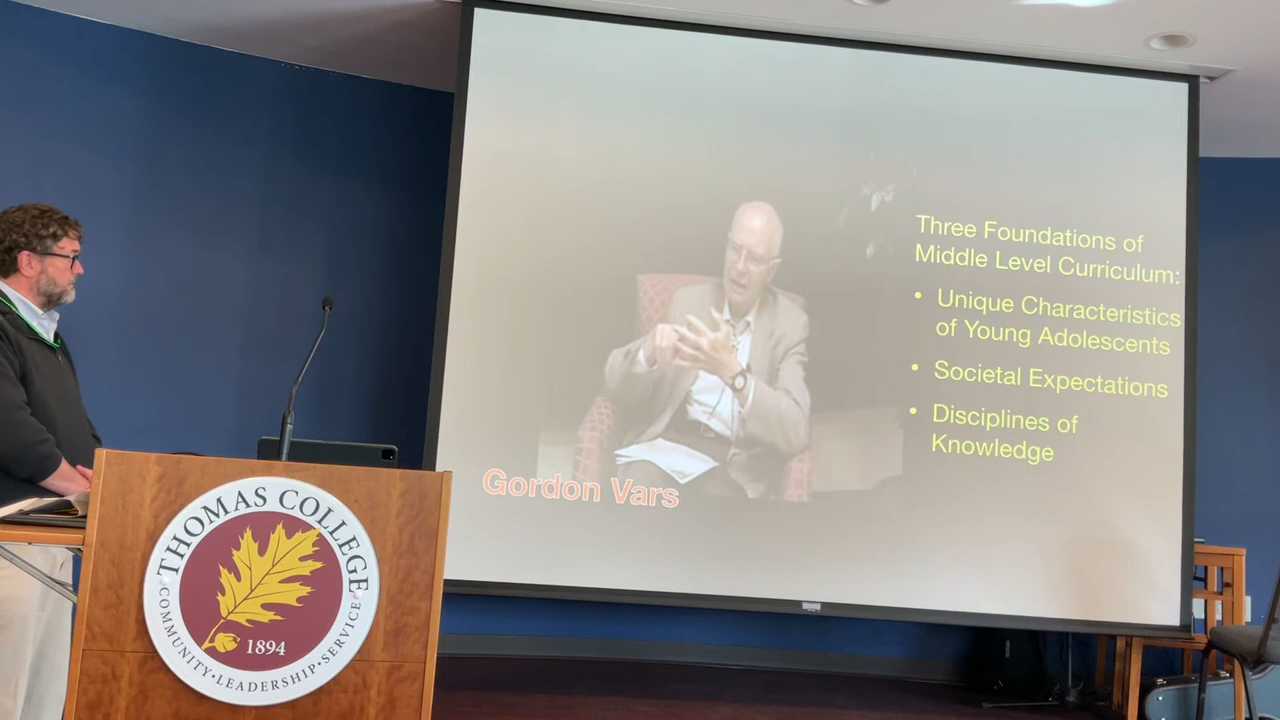 Three Foundations of
Middle Level Curriculum:
• Unique Characteristics
of Young Adolescents
• Societal Expectations
• Disciplines of
Knowledge
Gordon Vars
THOMAS COLLEGE
1894
COMMUNITY•LEADERSHIP•SERVICE